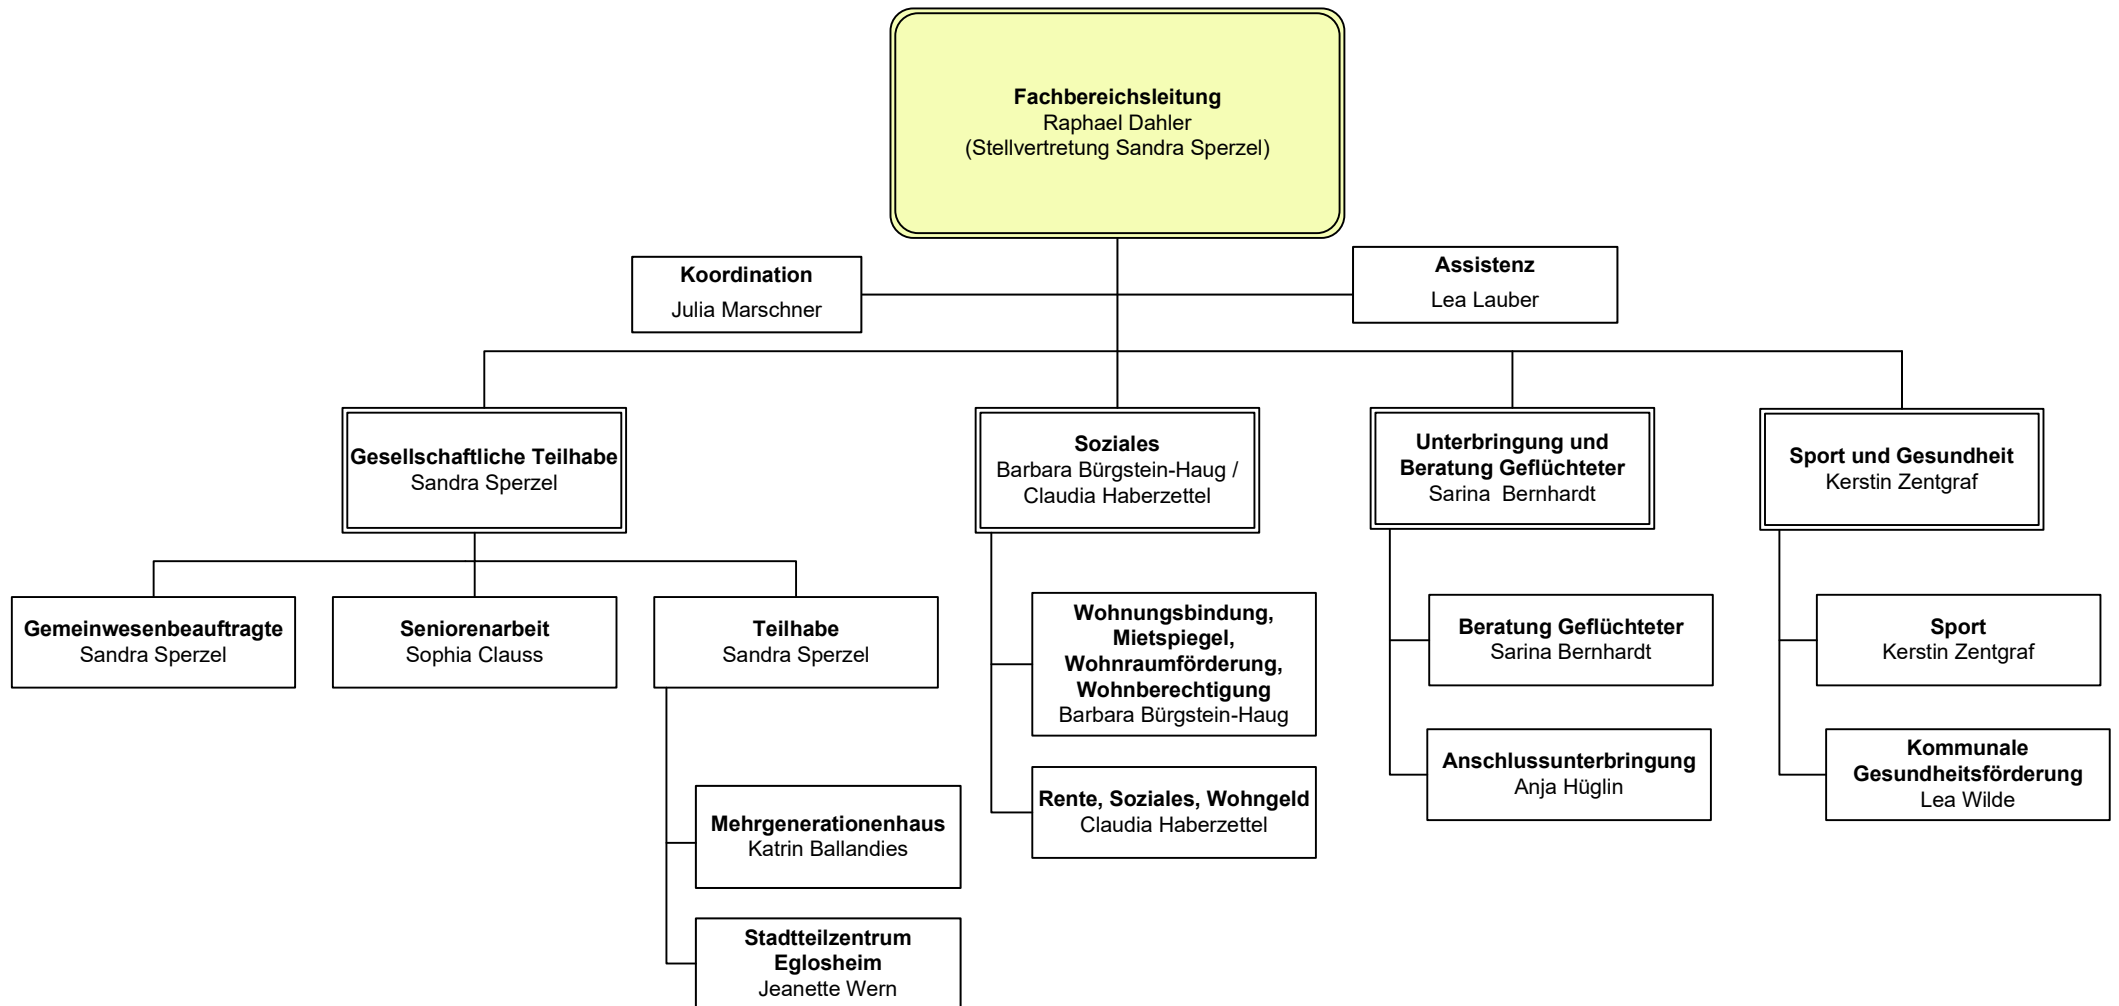 Fachbereichsleitung
Raphael Dahler
(Stellvertretung Sandra Sperzel)
Koordination
Julia Marschner
Assistenz
Lea Lauber
Gesellschaftliche Teilhabe
Sandra Sperzel
Soziales
Barbara Bürgstein-Haug /
Claudia Haberzettel
Unterbringung und
Beratung Geflüchteter
Sarina Bernhardt
Sport und Gesundheit
Kerstin Zentgraf
Gemeinwesenbeauftragte
Sandra Sperzel
Seniorenarbeit
Sophia Clauss
Teilhabe
Sandra Sperzel
Mehrgenerationenhaus
Katrin Ballandies
Stadtteilzentrum
Eglosheim
Jeanette Wern
Wohnungsbindung,
Mietspiegel,
Wohnraumförderung,
Wohnberechtigung
Barbara Bürgstein-Haug
Rente, Soziales, Wohngeld
Claudia Haberzettel
Beratung Geflüchteter
Sarina Bernhardt
Anschlussunterbringung
Anja Hüglin
Sport
Kerstin Zentgraf
Kommunale
Gesundheitsförderung
Lea Wilde